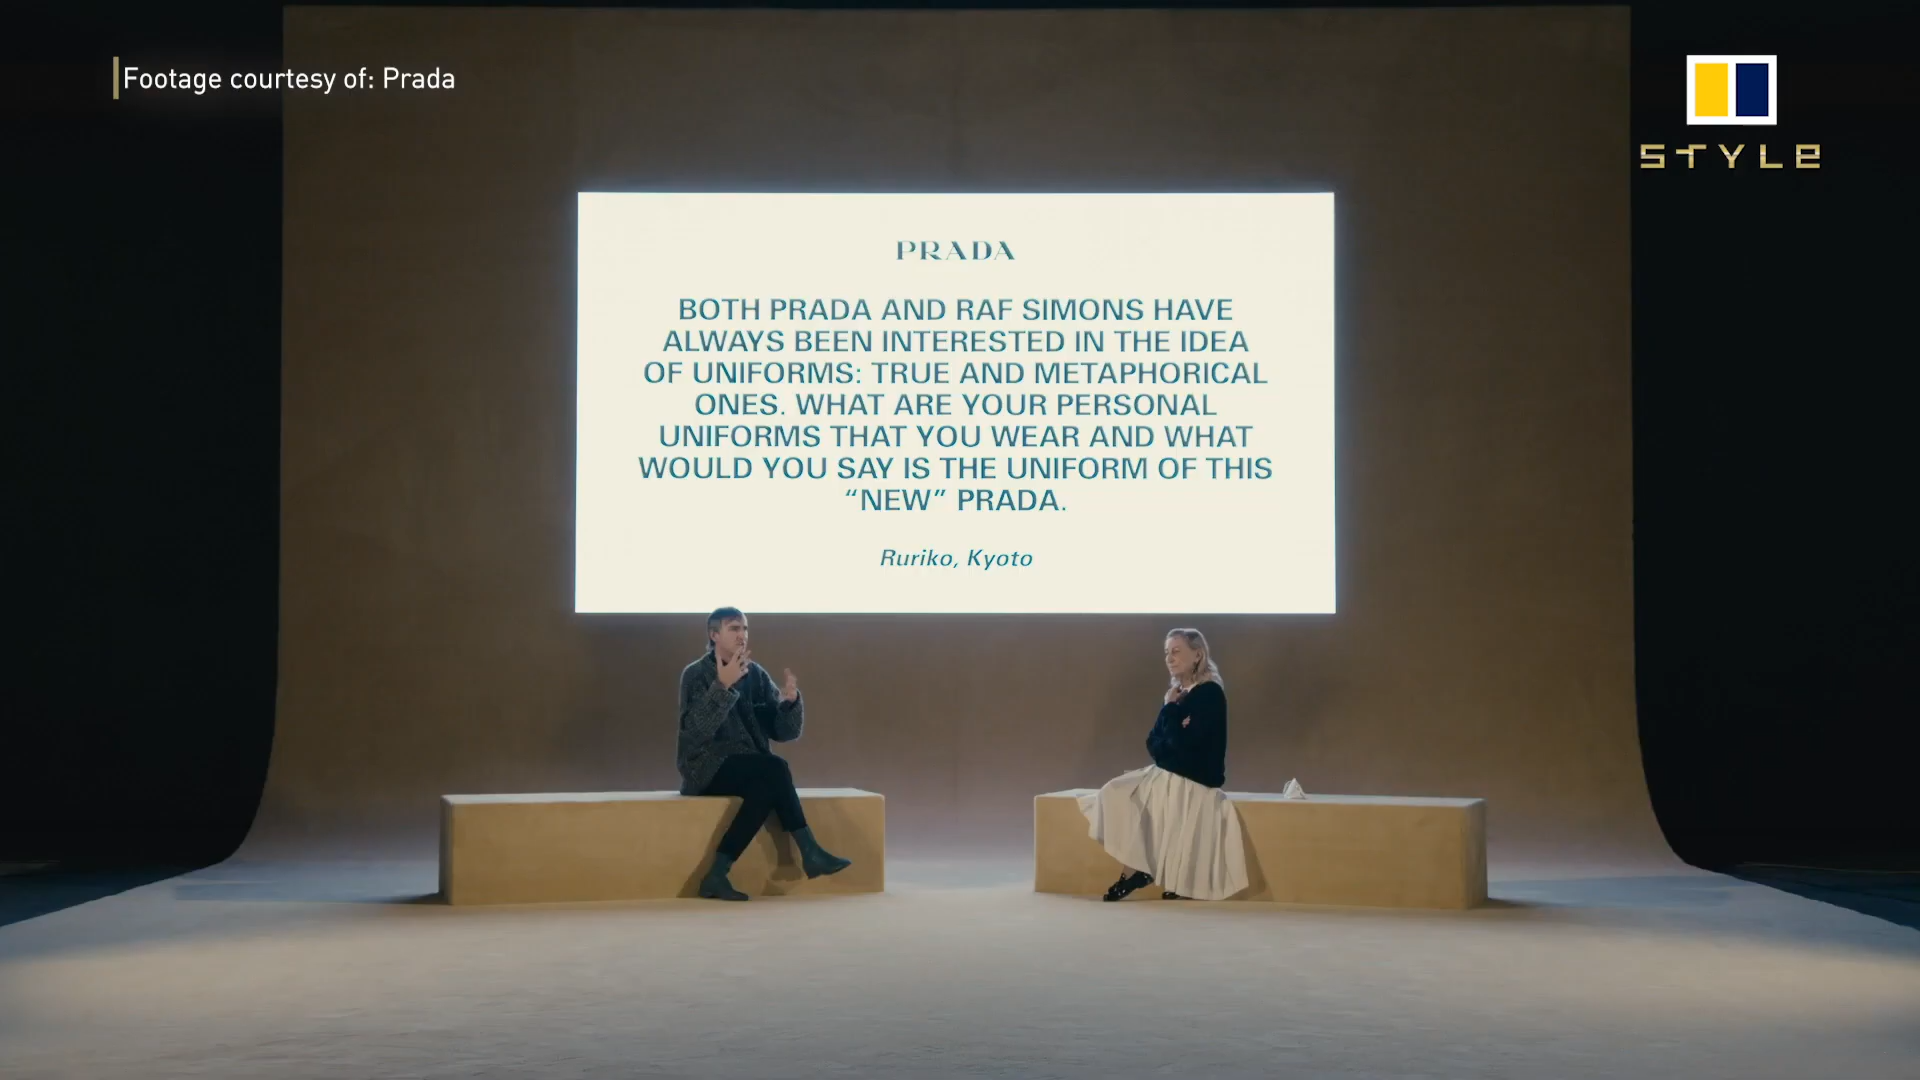 Footage courtesy of: Prada
STYLE
PRADA
BOTH PRADA AND RAF SIMONS HAVE
ALWAYS BEEN INTERESTED IN THE IDEA
OF UNIFORMS: TRUE AND METAPHORICAL
ONES. WHAT ARE YOUR PERSONAL
UNIFORMS THAT YOU WEAR AND WHAT
WOULD YOU SAY IS THE UNIFORM OF THIS
“NEW” PRADA.
Ruriko, Kyoto